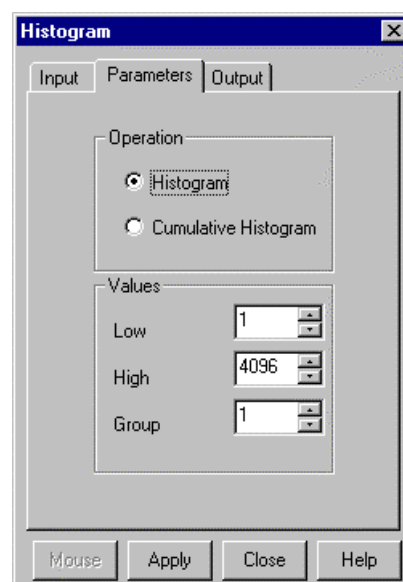 Histogram
Input Parameters Output
Operation
Histogram
Cumulative Histogram
Values
Low 1
High 4096
Group 1
Mouse Apply Close Help